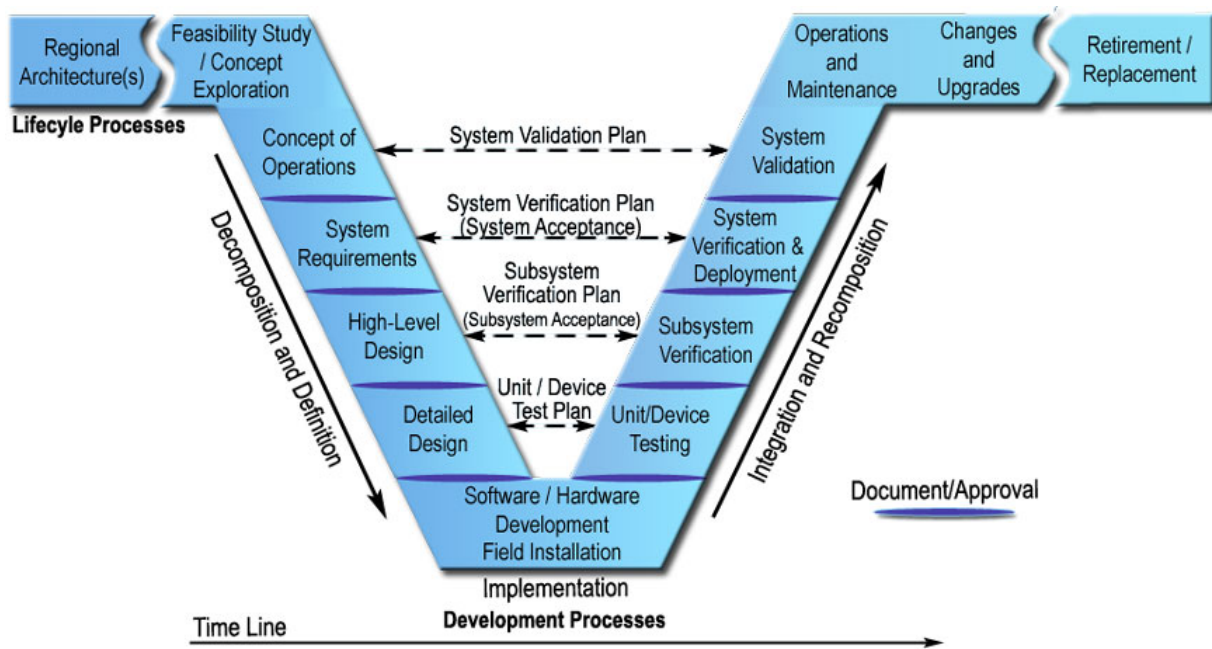 Regional
Architecture(s)
Feasibility Study
/ Concept
Exploration
Operations
and
Maintenance
Changes
and
Upgrades
Retirement /
Replacement
Lifecyle Processes
Concept of
Operations
System Validation Plan
System
Validation
System
Requirements
System Verification Plan
(System Acceptance)
System
Verification &
Deployment
High-Level
Design
Subsystem
Verification Plan
(Subsystem Acceptance)
Subsystem
Verification
Detailed
Design
Unit / Device
Test Plan
Unit/Device
Testing
Decomposition and Definition
Integration and Recomposition
Software / Hardware
Development
Field Installation
Document/Approval
Implementation
Development Processes
Time Line